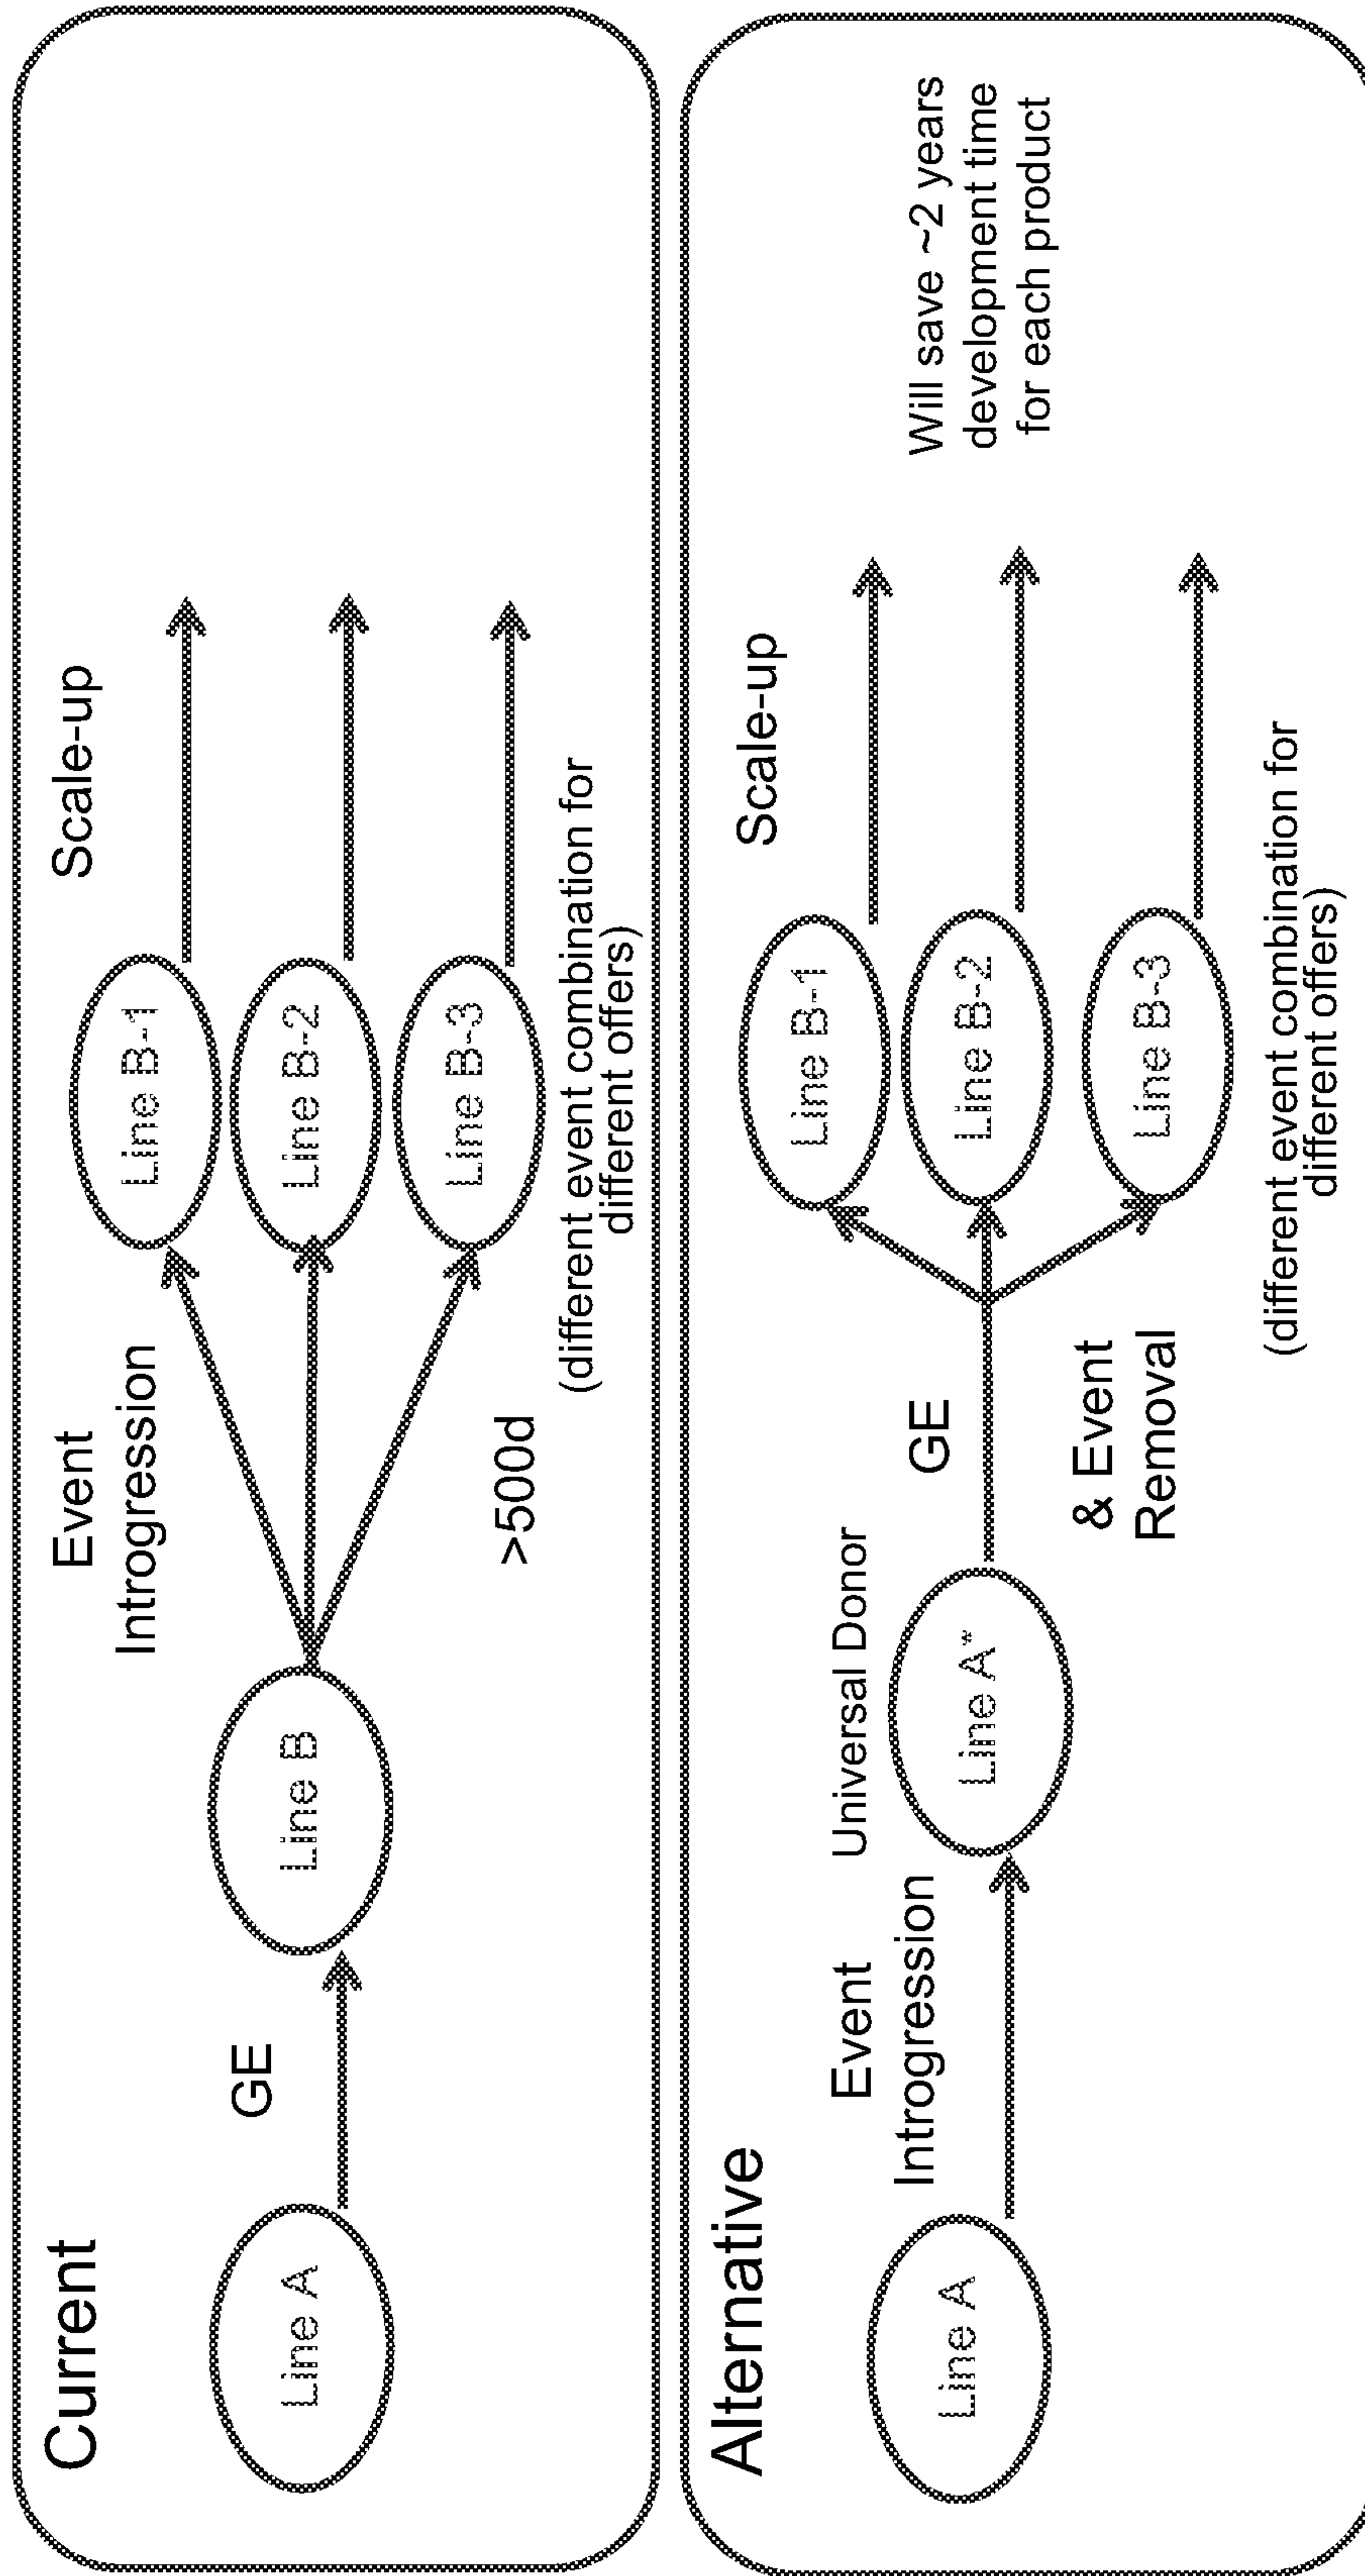 Current
Line A
GE
Line B
Event
Introgression
>500d
Line B-1
Line B-2
Line B-3
(different event combination for
different offers)
Scale-up
Alternative
Line A
Event
Introgression
Universal Donor
Line A*
GE
& Event
Removal
Line B-1
Line B-2
Line B-3
(different event combination for
different offers)
Scale-up
Will save ~2 years
development time
for each product